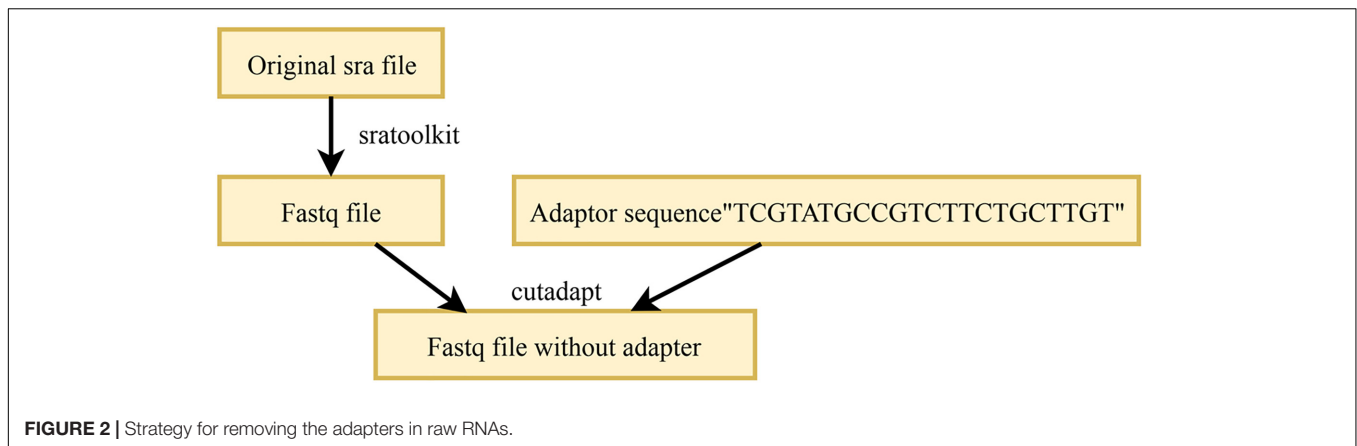 Original sra file
sratoolkit
Fastq file
Adaptor sequence"TCGTATGCCGTCTTCTGCTTGT"
cutadapt
Fastq file without adapter
FIGURE 2 | Strategy for removing the adapters in raw RNAs.